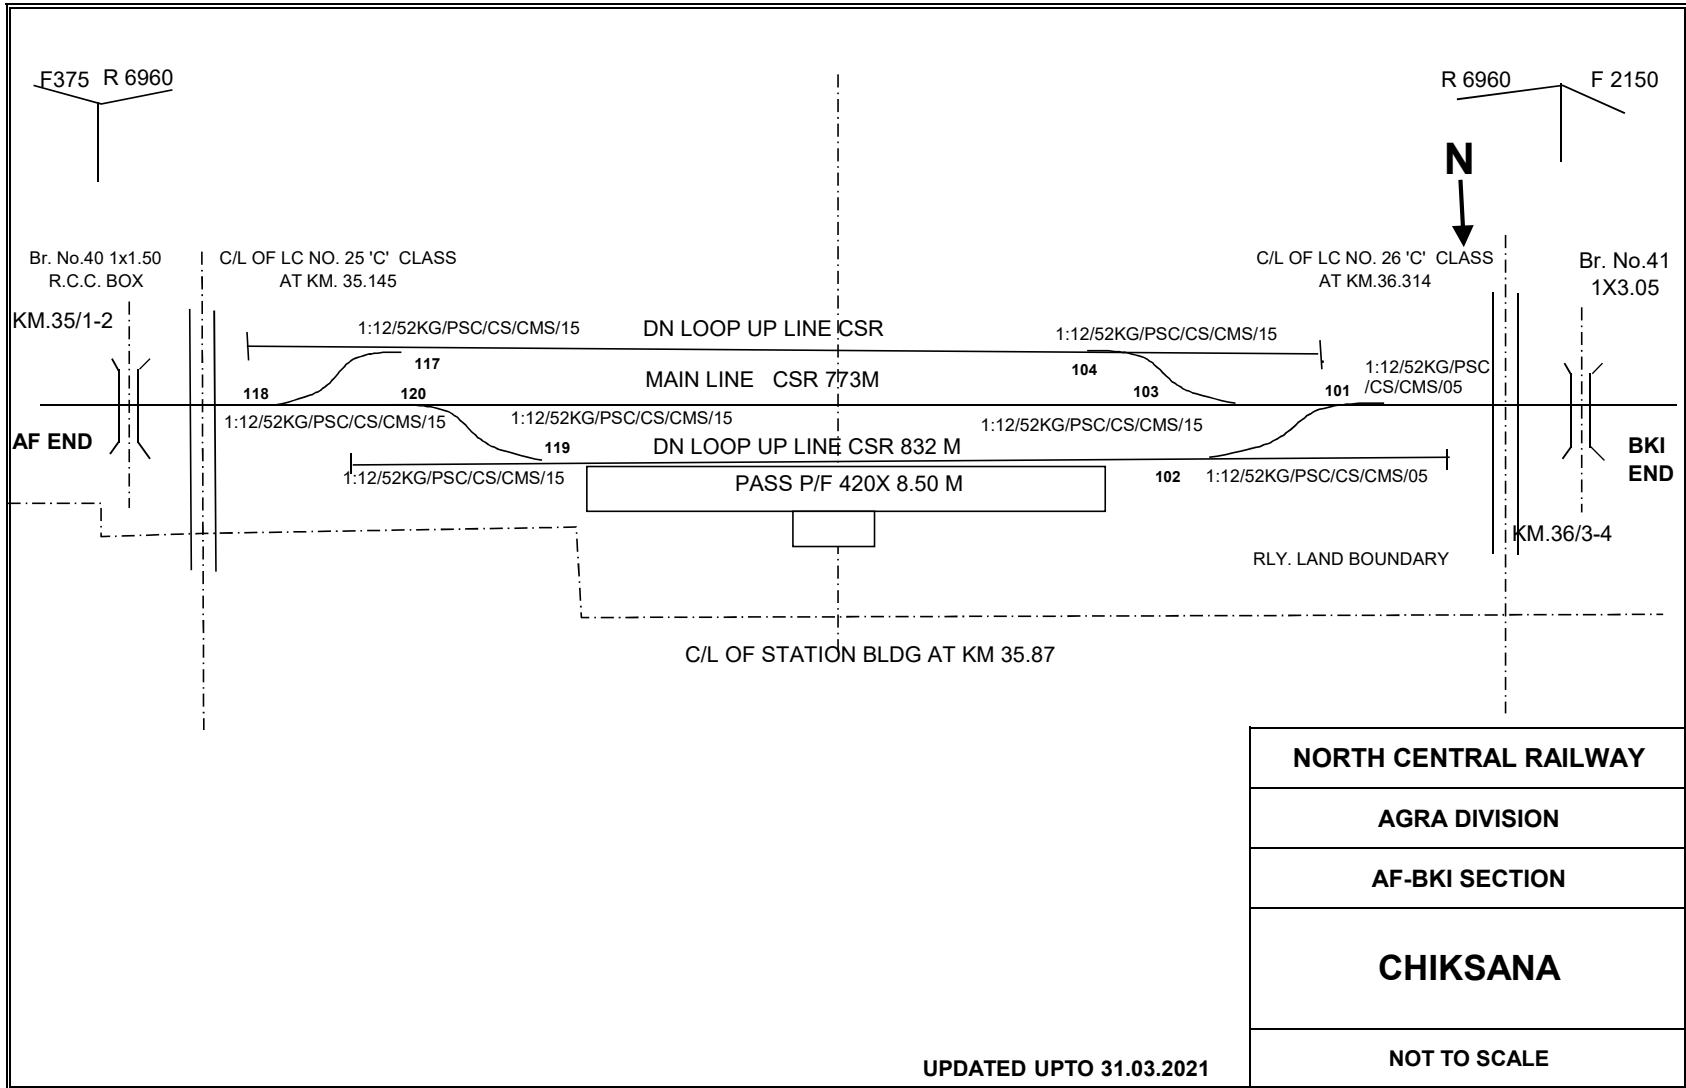 F375 R 6960
R 6960 F 2150
N
Br. No.40 1x1.50
R.C.C. BOX
C/L OF LC NO. 25 'C' CLASS
AT KM. 35.145
C/L OF LC NO. 26 'C' CLASS
AT KM.36.314
Br. No.41
1X3.05
KM.35/1-2
1:12/52KG/PSC/CS/CMS/15
DN LOOP UP LINE CSR
1:12/52KG/PSC/CS/CMS/15
117
104
1:12/52KG/PSC
/CS/CMS/05
MAIN LINE CSR 773M
118
120
103
101
1:12/52KG/PSC/CS/CMS/15
1:12/52KG/PSC/CS/CMS/15
1:12/52KG/PSC/CS/CMS/15
AF END
119
DN LOOP UP LINE CSR 832 M
BKI
END
1:12/52KG/PSC/CS/CMS/15
PASS P/F 420X 8.50 M
102
1:12/52KG/PSC/CS/CMS/05
KM.36/3-4
RLY. LAND BOUNDARY
C/L OF STATION BLDG AT KM 35.87
NORTH CENTRAL RAILWAY
AGRA DIVISION
AF-BKI SECTION
CHIKSANA
NOT TO SCALE
UPDATED UPTO 31.03.2021